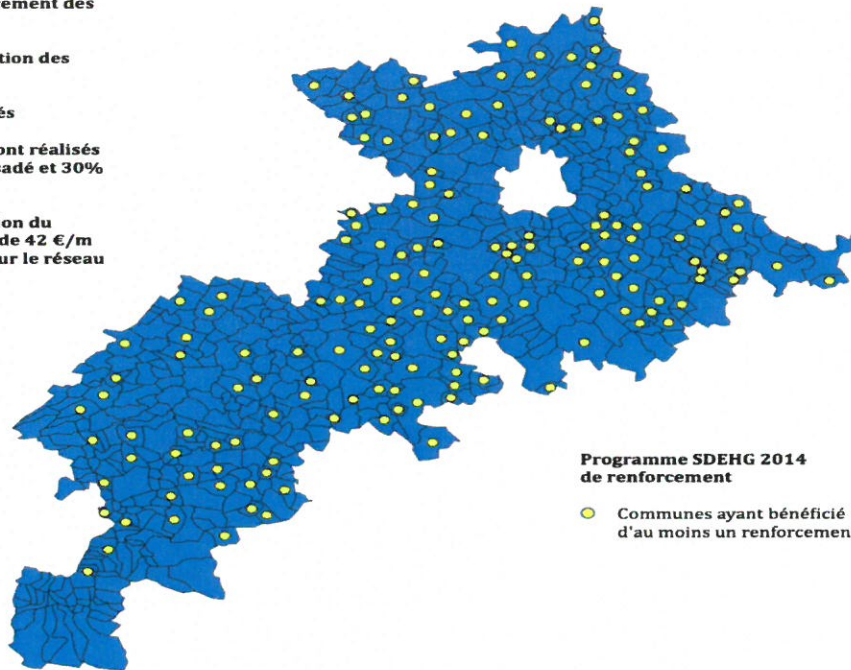 des
tion des
és
ont réalisés
sadé et 30%
on du
de 42 €/m
ur le réseau
Programme SDEHG 2014
de renforcement
Communes ayant bénéficié
d'au moins un renforcemen